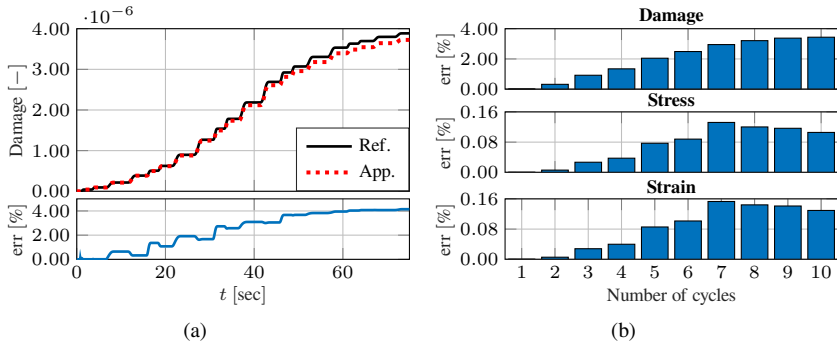 ·10⁻⁶
4.00
3.00
2.00
1.00
0.00
Damage [−]
Ref.
App.
4.00
2.00
0.00
err [%]
0 20 40 60
t [sec]
(a)
Damage
4.00
2.00
0.00
err [%]
Stress
0.16
0.08
0.00
err [%]
Strain
0.16
0.08
0.00
err [%]
1 2 3 4 5 6 7 8 9 10
Number of cycles
(b)